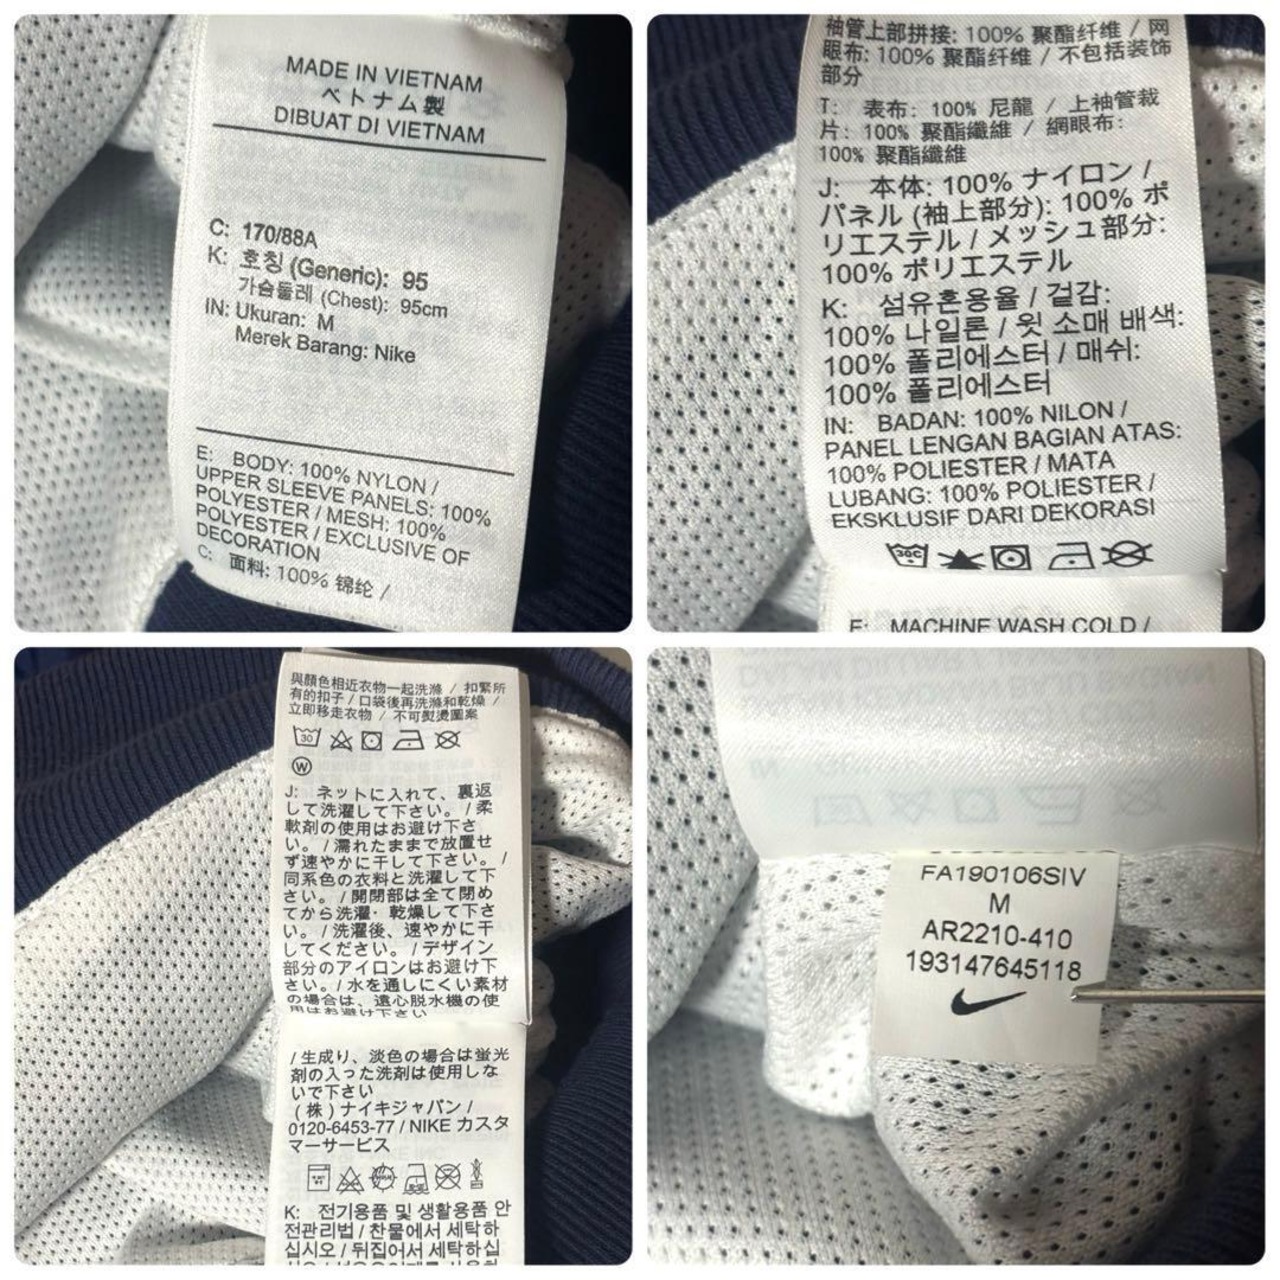 MADE IN VIETNAM
ベトナム製
DIBUAT DI VIETNAM
C: 170/88A
K: 호칭 (Generic): 95
가슴둘레 (Chest): 95cm
IN: Ukuran: M
Merek Barang: Nike
E: BODY: 100% NYLON /
UPPER SLEEVE PANELS: 100%
POLYESTER / MESH: 100%
POLYESTER / EXCLUSIVE OF
DECORATION
C: 面料: 100% 锦纶 /
袖管上部拼接: 100% 聚酯纤维 / 网
眼布: 100% 聚酯纤维 / 不包括装饰
部分
T: 表布: 100% 尼龍 / 上袖管裁
片: 100% 聚酯纖維 / 網眼布:
100% 聚酯纖維
J: 本体: 100% ナイロン /
パネル (袖上部分): 100% ポ
リエステル / メッシュ部分:
100% ポリエステル
K: 섬유혼용율 / 겉감:
100% 나일론 / 윗 소매 배색:
100% 폴리에스터 / 매쉬:
100% 폴리에스터
IN: BADAN: 100% NILON /
PANEL LENGAN BAGIAN ATAS:
100% POLIESTER / MATA
LUBANG: 100% POLIESTER /
EKSKLUSIF DARI DEKORASI
30C
E: MACHINE WASH COLD /
與顏色相近衣物一起洗滌 / 扣緊所
有的扣子 / 口袋後再洗滌和乾燥 /
立即移走衣物 / 不可熨燙圖案
30
W
J: ネットに入れて、裏返
して洗濯して下さい。 / 柔
軟剤の使用はお避け下さ
い。 / 濡れたままで放置せ
ず速やかに干して下さい。 /
同系色の衣料と洗濯して下
さい。 / 開閉部は全て閉め
てから洗濯・乾燥して下さ
い。 / 洗濯後、速やかに干
してください。 / デザイン
部分のアイロンはお避け下
さい。 / 水を通しにくい素材
の場合は、遠心脱水機の使
用はお避け下さい
/ 生成り、淡色の場合は蛍光
剤の入った洗剤は使用しな
いで下さい
(株) ナイキジャパン /
0120-6453-77 / NIKE カスタ
マーサービス
K: 전기용품 및 생활용품 안
전관리법 / 찬물에서 세탁하
십시오 / 뒤집어서 세탁하십
FA190106SIV
M
AR2210-410
193147645118